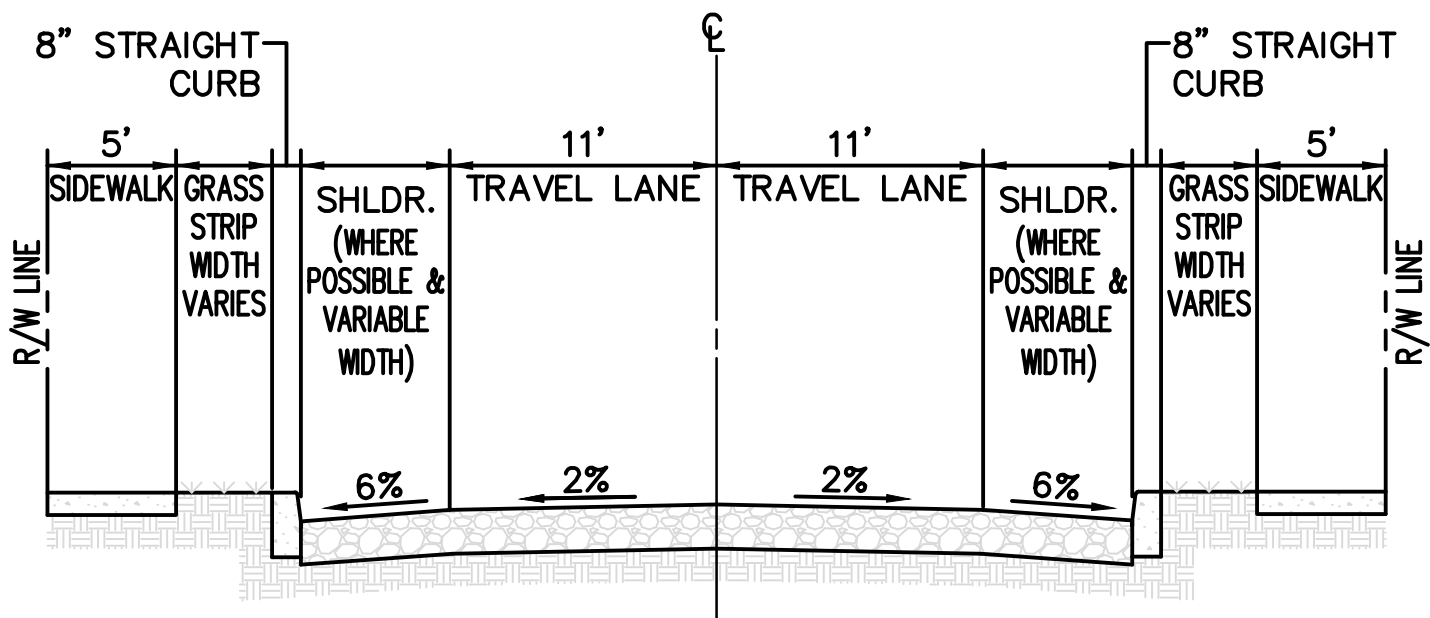 ℄
8” STRAIGHT
CURB
8” STRAIGHT
CURB
5’
11’
11’
5’
SIDEWALK
GRASS
STRIP
WIDTH
VARIES
SHLDR.
(WHERE
POSSIBLE &
VARIABLE
WIDTH)
TRAVEL LANE
TRAVEL LANE
SHLDR.
(WHERE
POSSIBLE &
VARIABLE
WIDTH)
GRASS
STRIP
WIDTH
VARIES
SIDEWALK
R/W LINE
R/W LINE
6%
2%
2%
6%